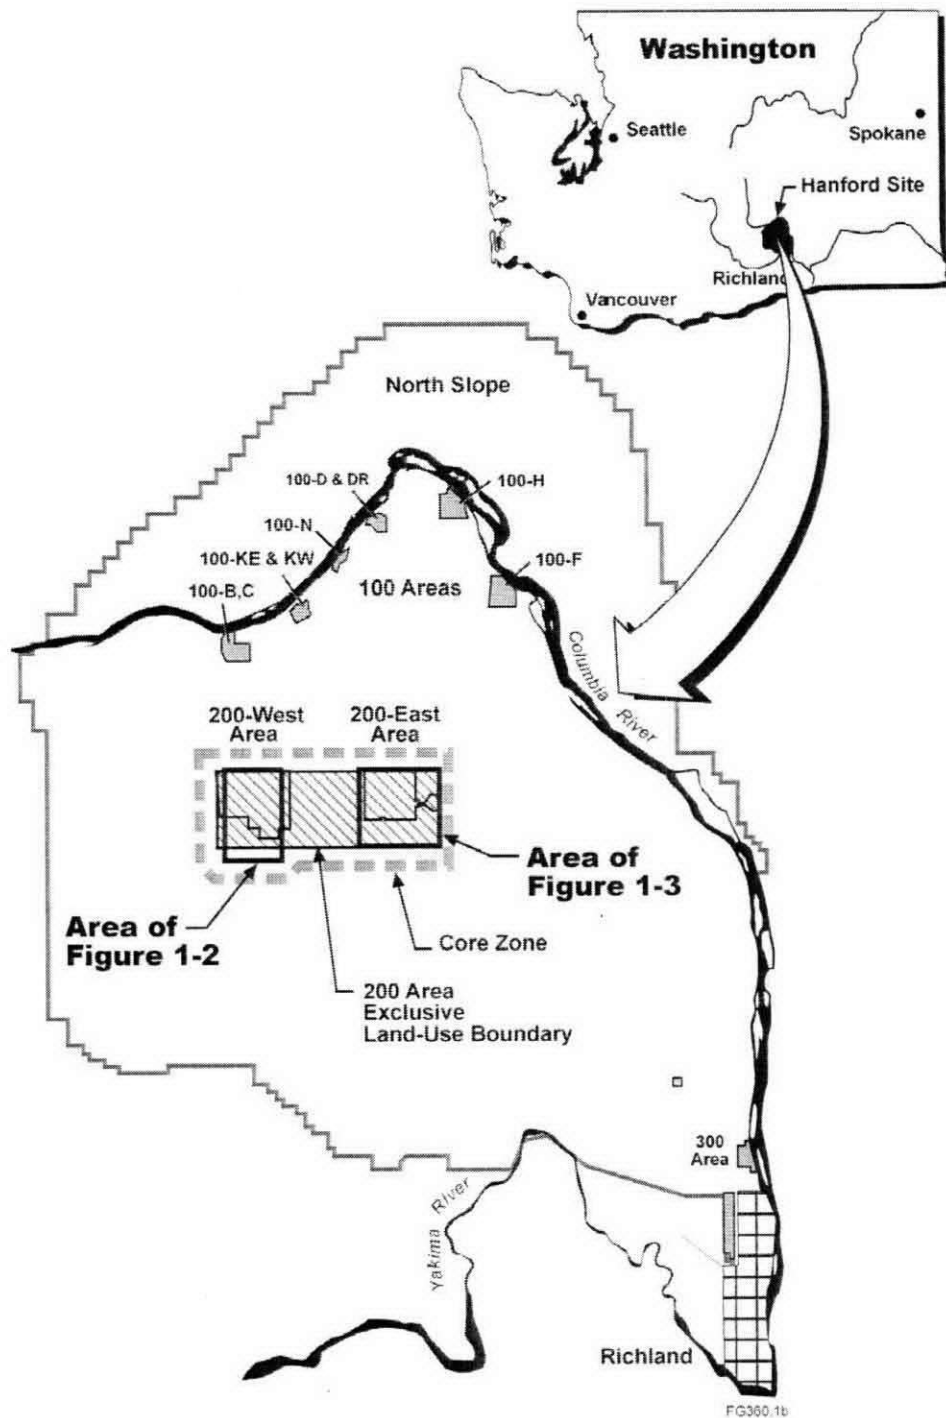 Washington
Seattle
Spokane
Hanford Site
Richland
Vancouver
North Slope
100-D & DR
100-H
100-N
100-KE & KW
100-F
100-B,C
100 Areas
Columbia
River
200-West
Area
200-East
Area
Area of
Figure 1-3
Area of
Figure 1-2
Core Zone
200 Area
Exclusive
Land-Use Boundary
300
Area
Yakima River
Richland
FG360.1b